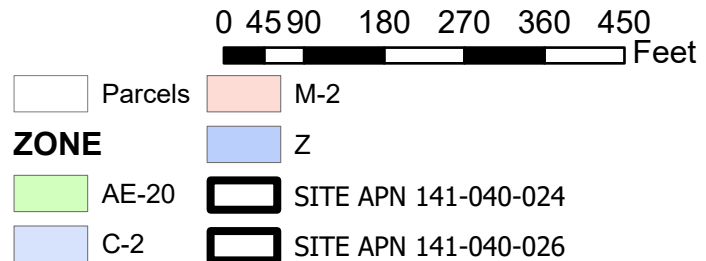 0 45 90 180 270 360 450
Feet
Parcels
M-2
ZONE
Z
AE-20
SITE APN 141-040-024
C-2
SITE APN 141-040-026